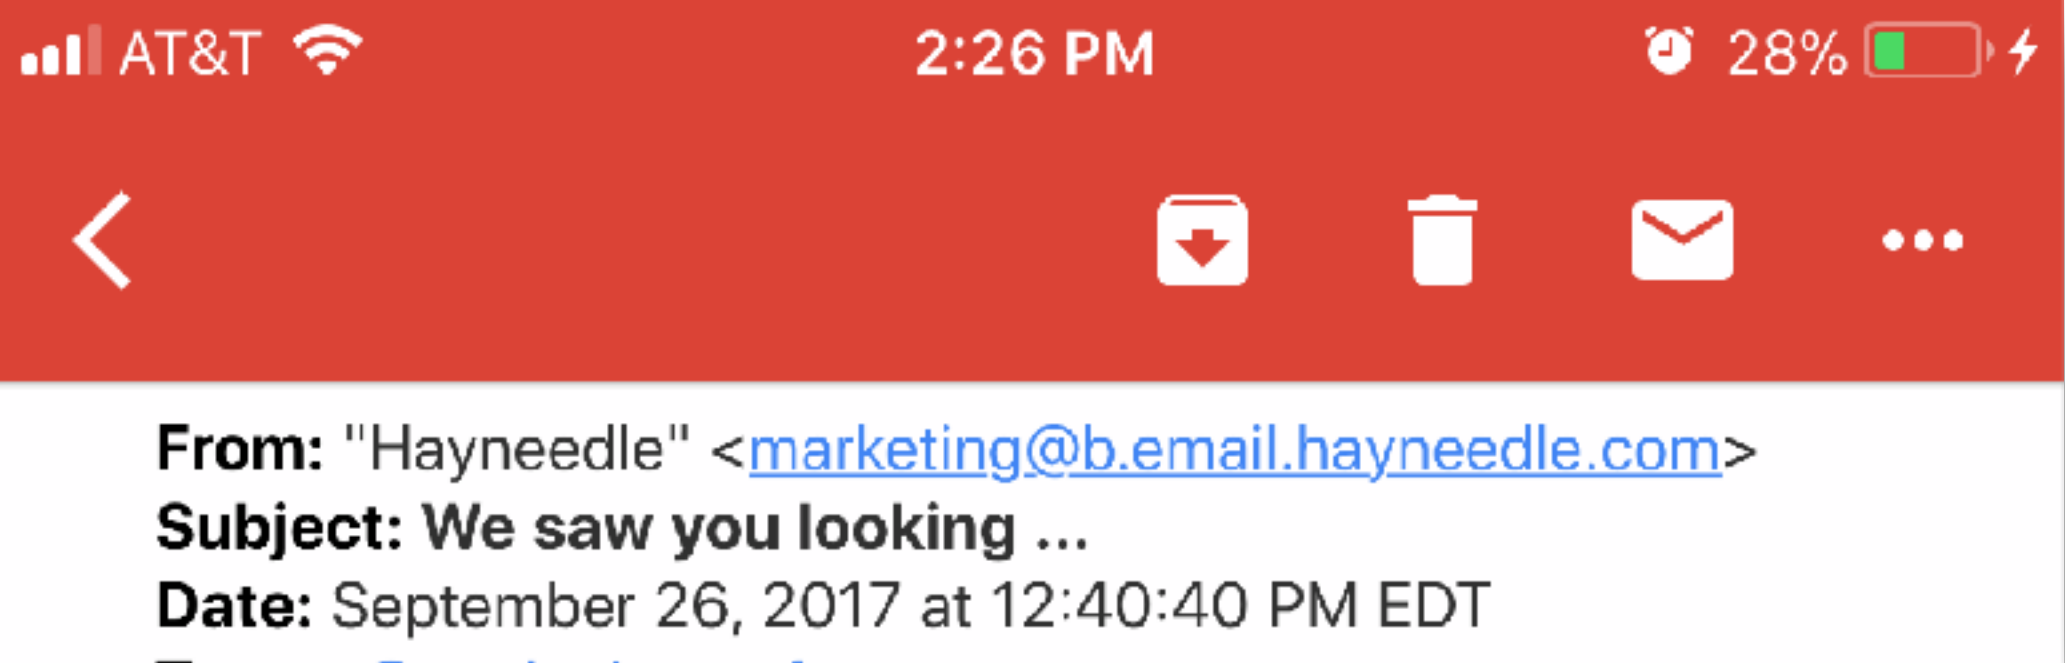 AT&T 2:26 PM 28%
From: "Hayneedle" <marketing@b.email.hayneedle.com>
Subject: We saw you looking ...
Date: September 26, 2017 at 12:40:40 PM EDT